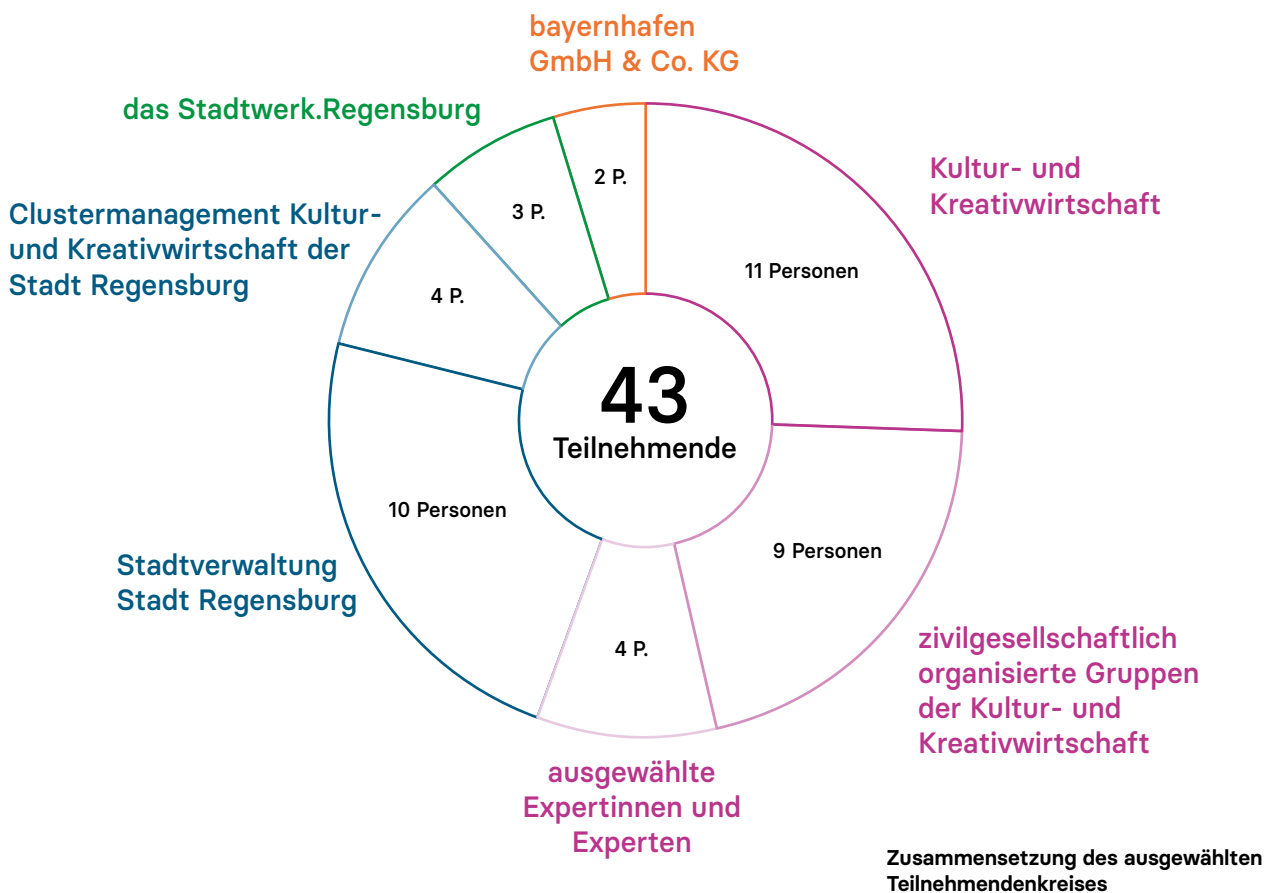 bayernhafen
GmbH & Co. KG
das Stadtwerk.Regensburg
2 P.
3 P.
Kultur- und
Kreativwirtschaft
11 Personen
Clustermanagement Kultur-
und Kreativwirtschaft der
Stadt Regensburg
4 P.
43
Teilnehmende
10 Personen
9 Personen
Stadtverwaltung
Stadt Regensburg
4 P.
zivilgesellschaftlich
organisierte Gruppen
der Kultur- und
Kreativwirtschaft
ausgewählte
Expertinnen und
Experten
Zusammensetzung des ausgewählten
Teilnehmendenkreises